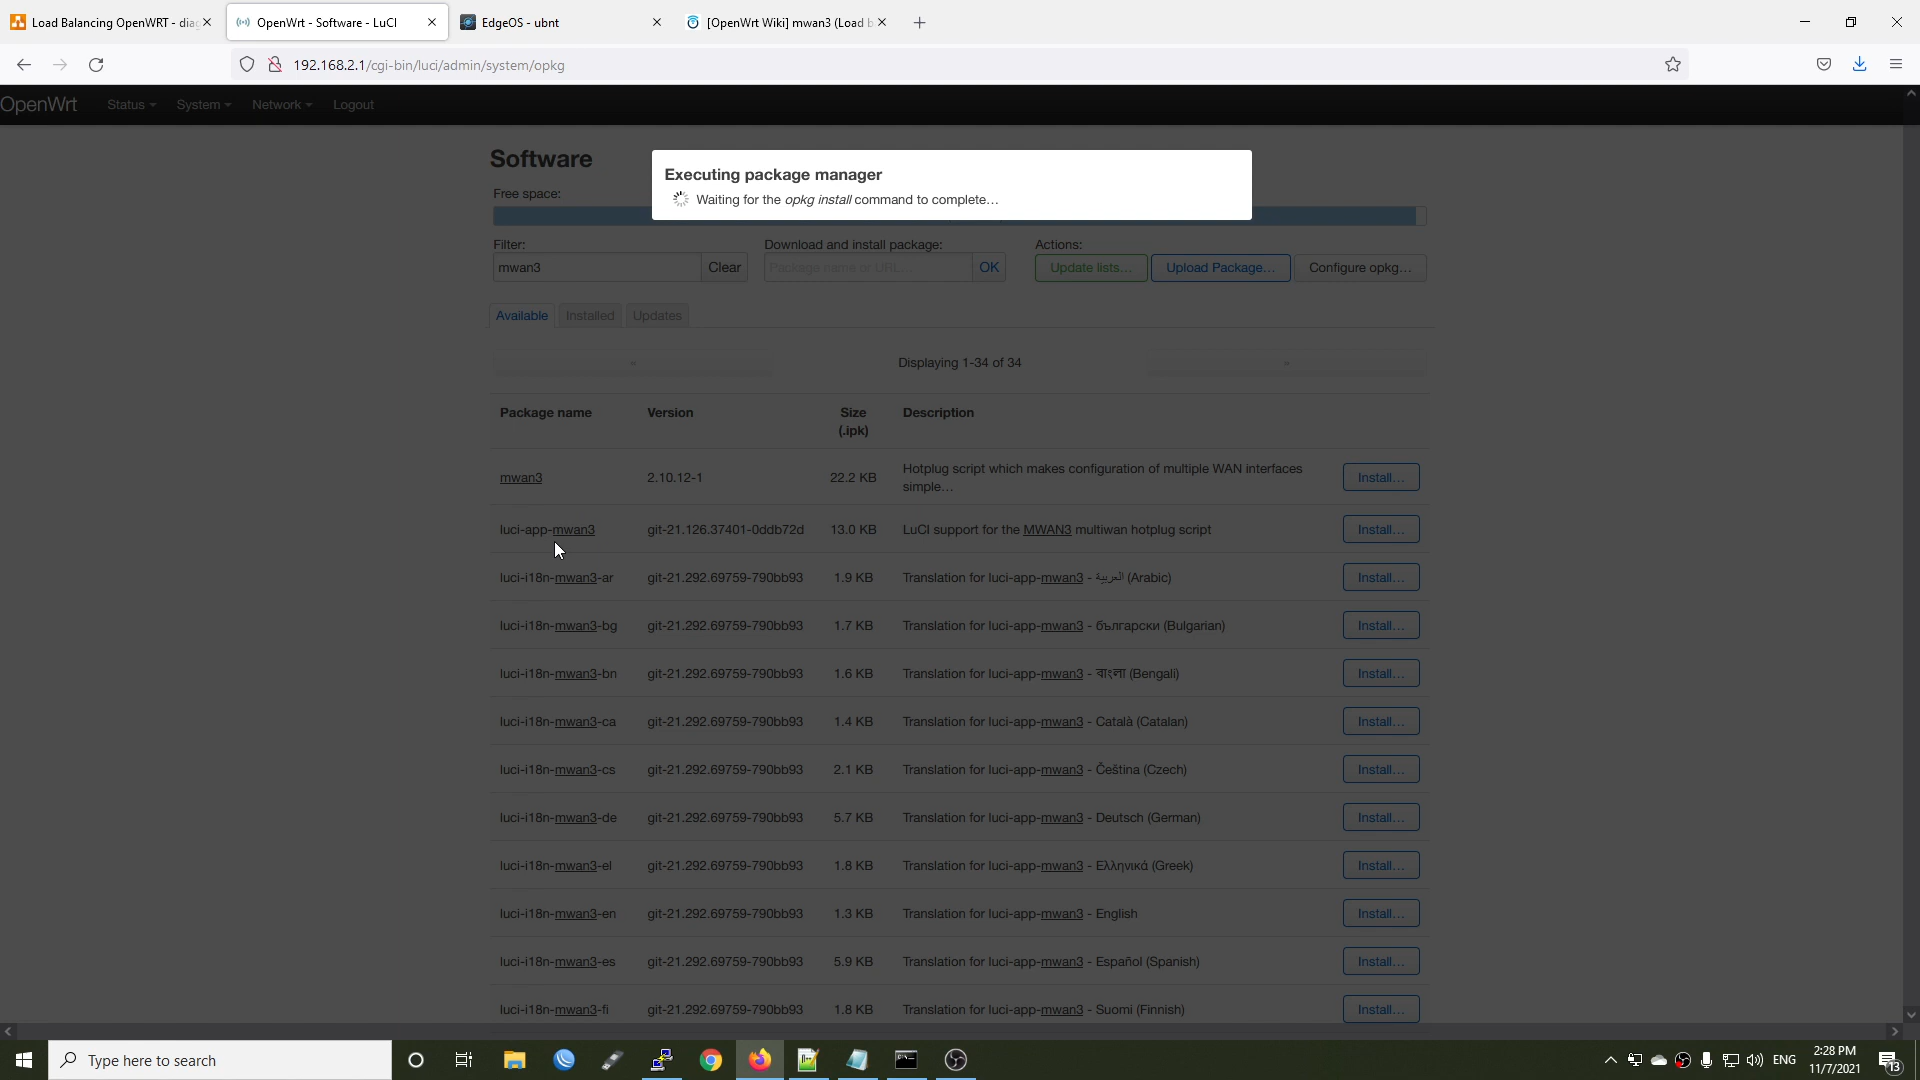 Load Balancing OpenWRT - diag
OpenWrt - Software - LuCI
EdgeOS - ubnt
[OpenWrt Wiki] mwan3 (Load b
192.168.2.1/cgi-bin/luci/admin/system/opkg
OpenWrt Status System Network Logout
Software
Executing package manager
Waiting for the opkg install command to complete...
Free space:
Filter:
Download and install package:
Actions:
mwan3 Clear
Package name or URL... OK
Update lists... Upload Package... Configure opkg...
Available Installed Updates
« Displaying 1-34 of 34 »
Package name Version Size (.ipk) Description
mwan3 2.10.12-1 22.2 KB Hotplug script which makes configuration of multiple WAN interfaces simple... Install...
luci-app-mwan3 git-21.126.37401-0ddb72d 13.0 KB LuCI support for the MWAN3 multiwan hotplug script Install...
luci-i18n-mwan3-ar git-21.292.69759-790bb93 1.9 KB Translation for luci-app-mwan3 - العربية (Arabic) Install...
luci-i18n-mwan3-bg git-21.292.69759-790bb93 1.7 KB Translation for luci-app-mwan3 - български (Bulgarian) Install...
luci-i18n-mwan3-bn git-21.292.69759-790bb93 1.6 KB Translation for luci-app-mwan3 - বাংলা (Bengali) Install...
luci-i18n-mwan3-ca git-21.292.69759-790bb93 1.4 KB Translation for luci-app-mwan3 - Català (Catalan) Install...
luci-i18n-mwan3-cs git-21.292.69759-790bb93 2.1 KB Translation for luci-app-mwan3 - Čeština (Czech) Install...
luci-i18n-mwan3-de git-21.292.69759-790bb93 5.7 KB Translation for luci-app-mwan3 - Deutsch (German) Install...
luci-i18n-mwan3-el git-21.292.69759-790bb93 1.8 KB Translation for luci-app-mwan3 - Ελληνικά (Greek) Install...
luci-i18n-mwan3-en git-21.292.69759-790bb93 1.3 KB Translation for luci-app-mwan3 - English Install...
luci-i18n-mwan3-es git-21.292.69759-790bb93 5.9 KB Translation for luci-app-mwan3 - Español (Spanish) Install...
luci-i18n-mwan3-fi git-21.292.69759-790bb93 1.8 KB Translation for luci-app-mwan3 - Suomi (Finnish) Install...
Type here to search
ENG
2:28 PM
11/7/2021
13